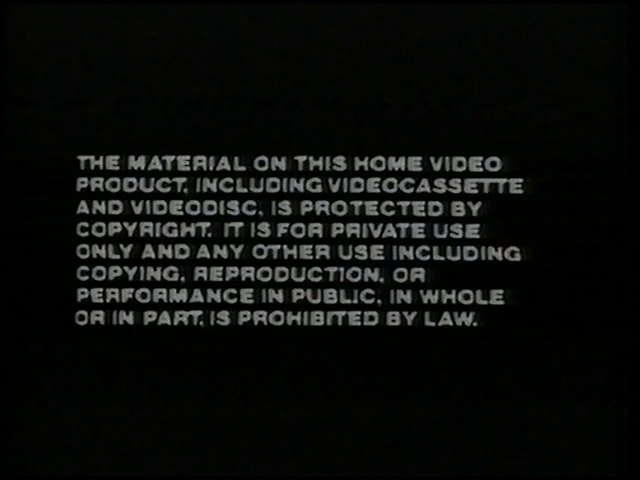 THE MATERIAL ON THIS HOME VIDEO
PRODUCT, INCLUDING VIDEOCASSETTE
AND VIDEODISC, IS PROTECTED BY
COPYRIGHT. IT IS FOR PRIVATE USE
ONLY AND ANY OTHER USE INCLUDING
COPYING, REPRODUCTION, OR
PERFORMANCE IN PUBLIC, IN WHOLE
OR IN PART, IS PROHIBITED BY LAW.